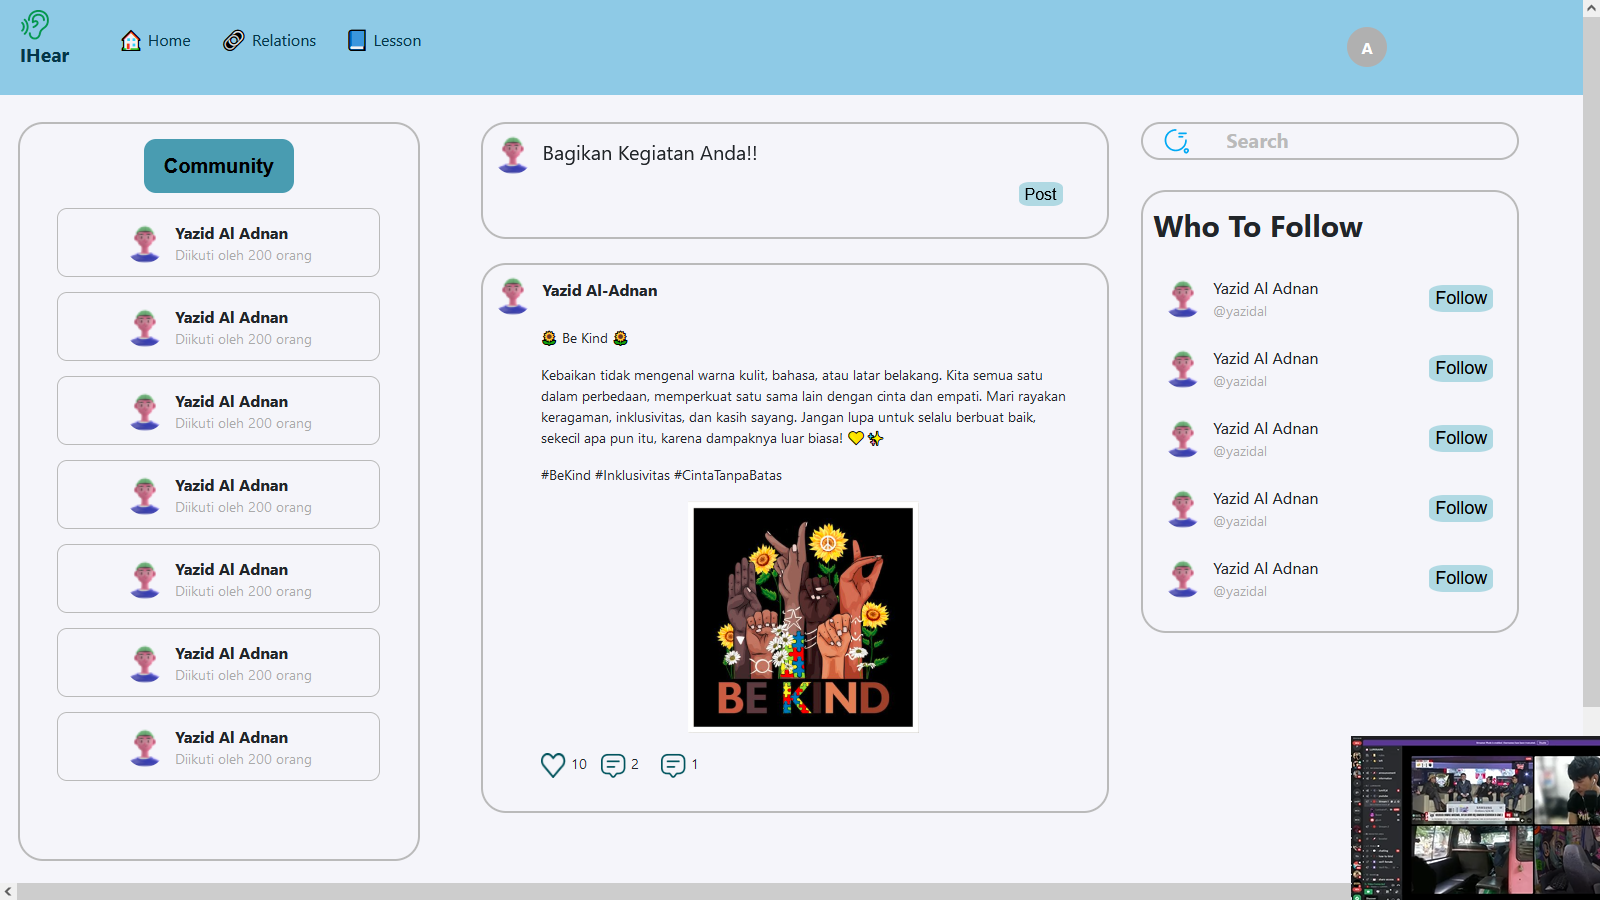 IHear
Home
Relations
Lesson
A
Community
Yazid Al Adnan
Diikuti oleh 200 orang
Yazid Al Adnan
Diikuti oleh 200 orang
Yazid Al Adnan
Diikuti oleh 200 orang
Yazid Al Adnan
Diikuti oleh 200 orang
Yazid Al Adnan
Diikuti oleh 200 orang
Yazid Al Adnan
Diikuti oleh 200 orang
Yazid Al Adnan
Diikuti oleh 200 orang
Bagikan Kegiatan Anda!!
Post
Yazid Al-Adnan
🌻 Be Kind 🌻
Kebaikan tidak mengenal warna kulit, bahasa, atau latar belakang. Kita semua satu
dalam perbedaan, memperkuat satu sama lain dengan cinta dan empati. Mari rayakan
keragaman, inklusivitas, dan kasih sayang. Jangan lupa untuk selalu berbuat baik,
sekecil apa pun itu, karena dampaknya luar biasa! 💛✨
#BeKind #Inklusivitas #CintaTanpaBatas
BE KIND
10 2 1
Search
Who To Follow
Yazid Al Adnan
@yazidal
Follow
Yazid Al Adnan
@yazidal
Follow
Yazid Al Adnan
@yazidal
Follow
Yazid Al Adnan
@yazidal
Follow
Yazid Al Adnan
@yazidal
Follow